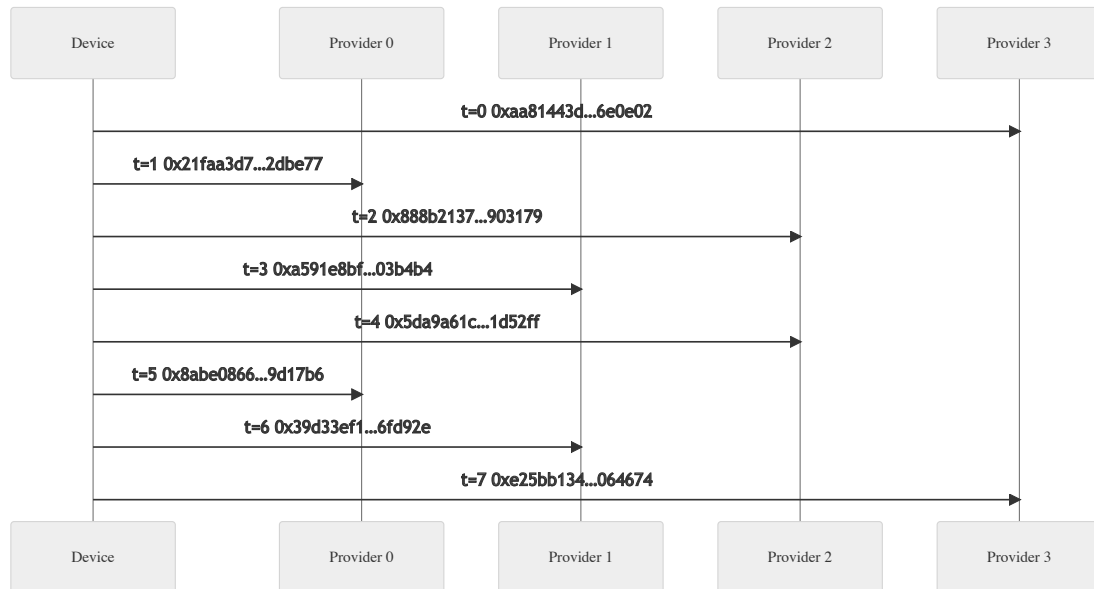 Device Provider 0 Provider 1 Provider 2 Provider 3
t=0 0xaa81443d...6e0e02
t=1 0x21faa3d7...2dbe77
t=2 0x888b2137...903179
t=3 0xa591e8bf...03b4b4
t=4 0x5da9a61c...1d52ff
t=5 0x8abe0866...9d17b6
t=6 0x39d33ef1...6fd92e
t=7 0xe25bb134...064674
Device Provider 0 Provider 1 Provider 2 Provider 3